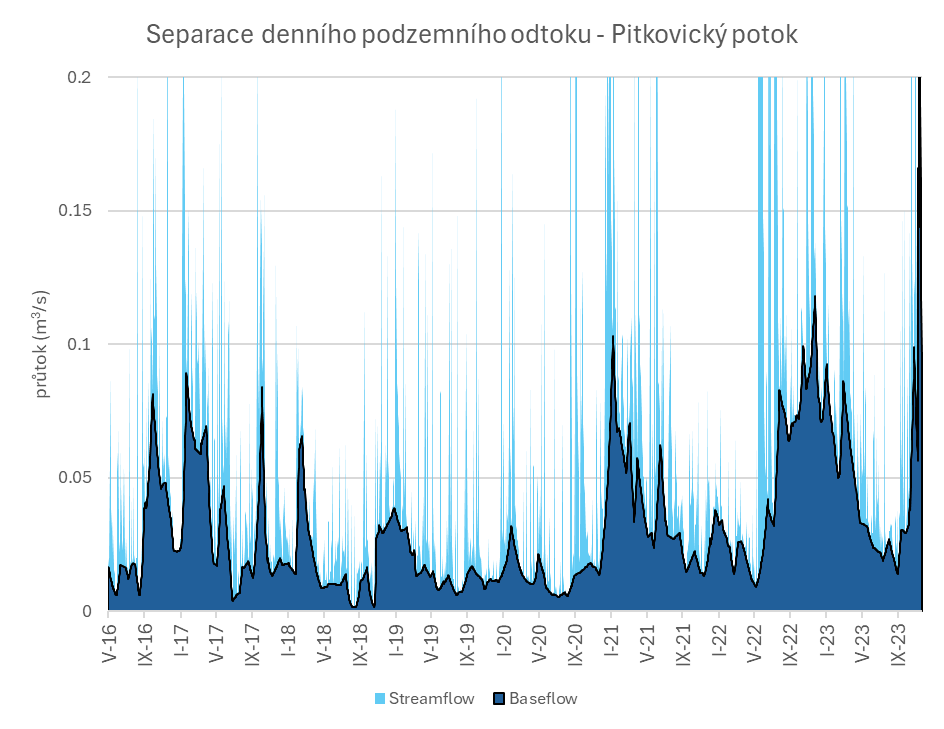 Separace denního podzemního odtoku - Pitkovický potok
0.2
0.15
0.1
0.05
0
průtok (m³/s)
V-16
IX-16
I-17
V-17
IX-17
I-18
V-18
IX-18
I-19
V-19
IX-19
I-20
V-20
IX-20
I-21
V-21
IX-21
I-22
V-22
IX-22
I-23
V-23
IX-23
Streamflow
Baseflow